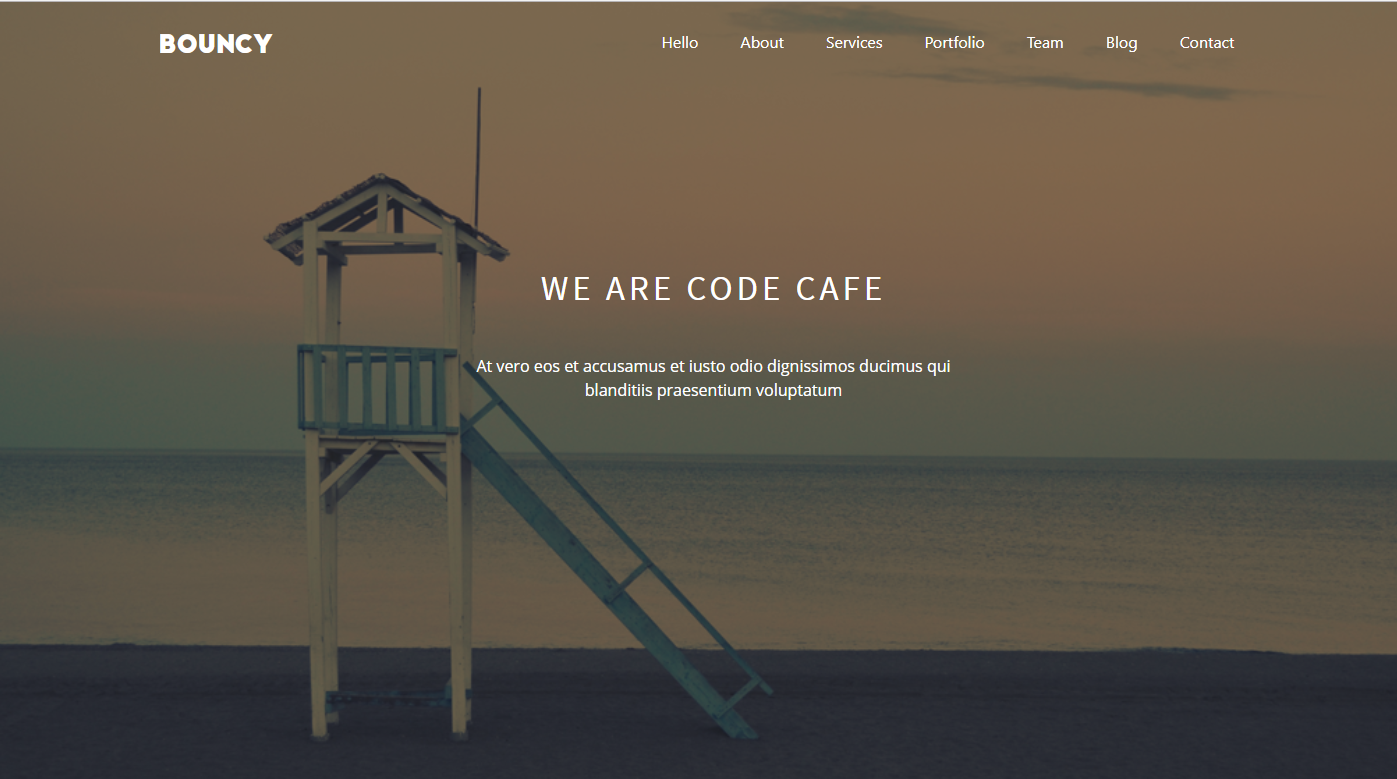 BOUNCY
Hello About Services Portfolio Team Blog Contact
WE ARE CODE CAFE
At vero eos et accusamus et iusto odio dignissimos ducimus qui
blanditiis praesentium voluptatum